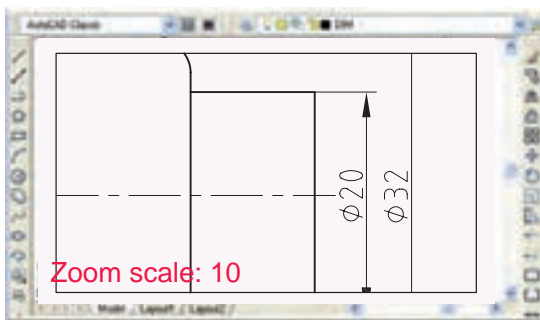 AutoCAD Classic
DIM
ϕ20
ϕ32
Zoom scale: 10
Model / Layout1 / Layout2 /